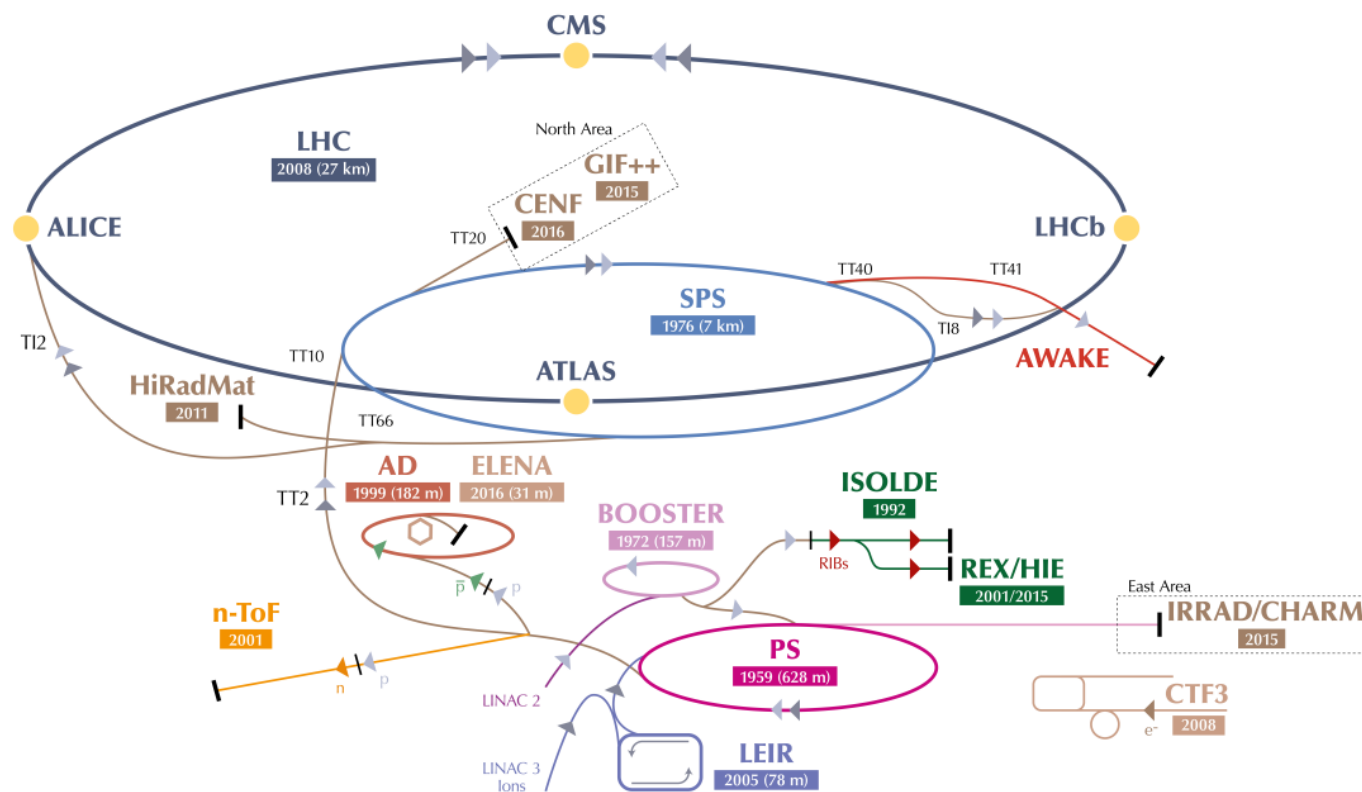 CMS
North Area
LHC
2008 (27 km)
GIF++
2015
CENF
2016
ALICE
LHCb
TT20
TT40
TT41
SPS
1976 (7 km)
TI8
TI2
TT10
AWAKE
HiRadMat
2011
ATLAS
TT66
AD
1999 (182 m)
ELENA
2016 (31 m)
TT2
ISOLDE
1992
BOOSTER
1972 (157 m)
RIBs
REX/HIE
2001/2015
p̅
p
East Area
n-ToF
2001
IRRAD/CHARM
2015
n
p
PS
1959 (628 m)
LINAC 2
CTF3
2008
e-
LEIR
2005 (78 m)
LINAC 3
Ions